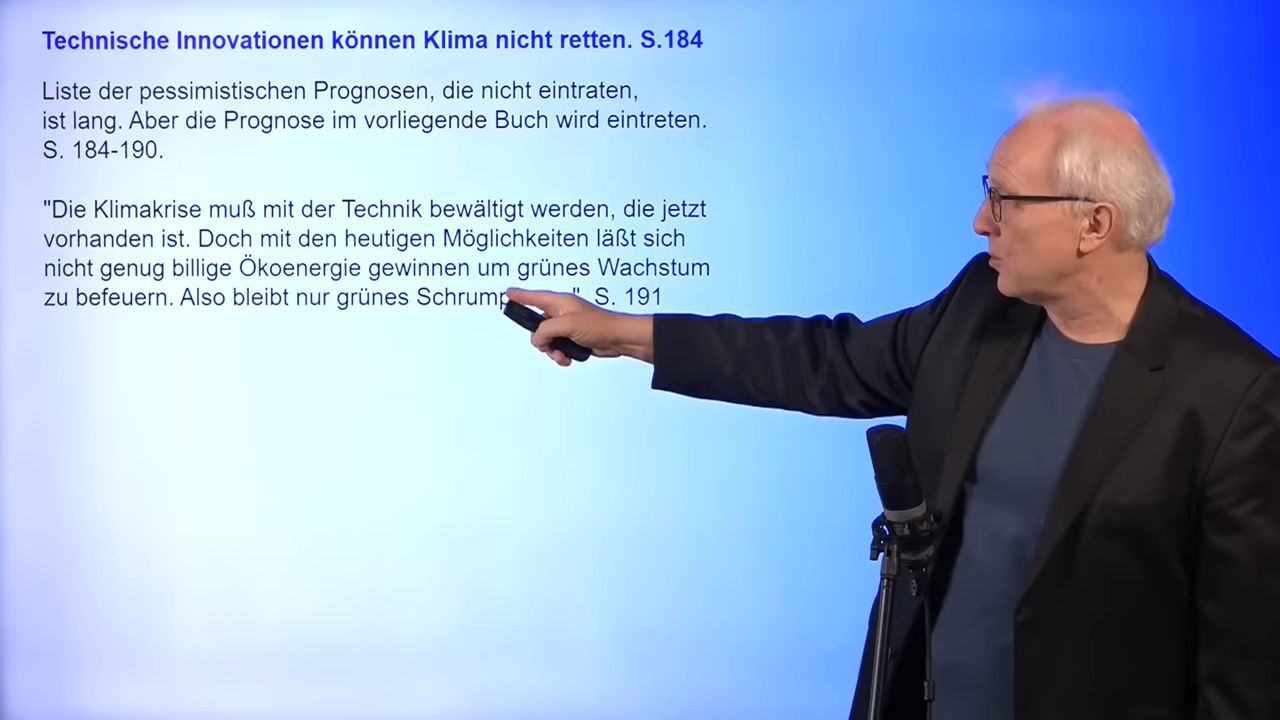 Technische Innovationen können Klima nicht retten. S.184
Liste der pessimistischen Prognosen, die nicht eintraten,
ist lang. Aber die Prognose im vorliegende Buch wird eintreten.
S. 184-190.
"Die Klimakrise muß mit der Technik bewältigt werden, die jetzt
vorhanden ist. Doch mit den heutigen Möglichkeiten läßt sich
nicht genug billige Ökoenergie gewinnen um grünes Wachstum
zu befeuern. Also bleibt nur grünes S. 191